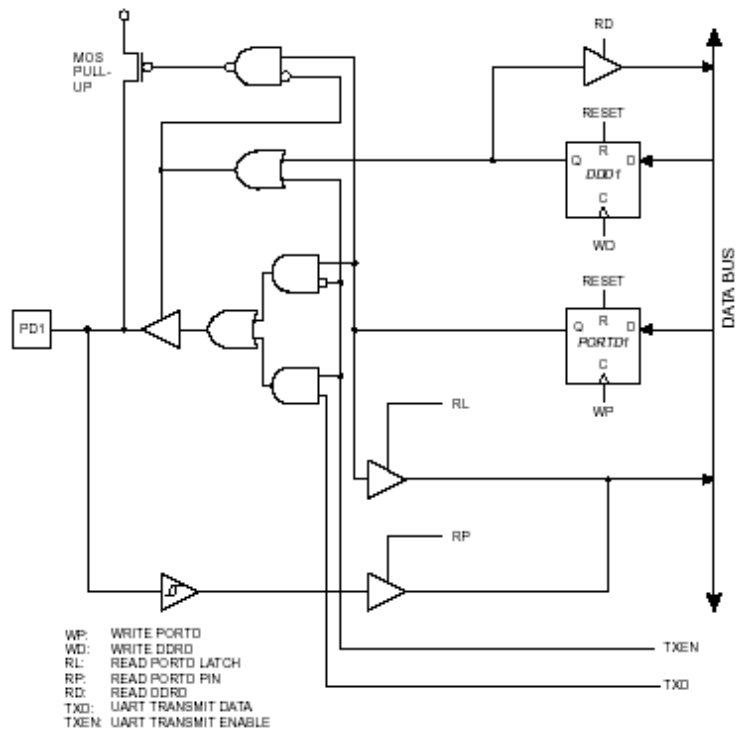 RD
MOS
PULL-
UP
RESET
R
Q
D
DDD1
C
WD
RESET
R
Q
D
PORTD1
C
WP
DATA BUS
PD1
RL
RP
WP: WRITE PORTD
WD: WRITE DDRD
RL: READ PORTD LATCH
RP: READ PORTD PIN
RD: READ DDRD
TXD: UART TRANSMIT DATA
TXEN: UART TRANSMIT ENABLE
TXEN
TXD